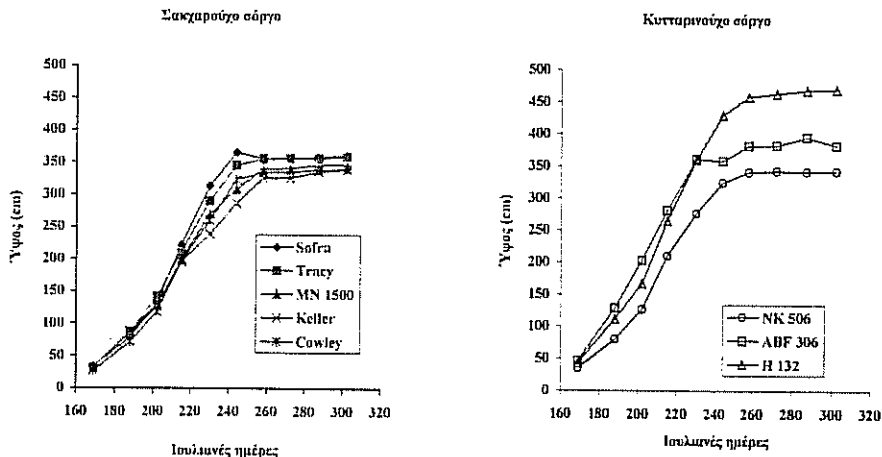 Σακχαρούχο σόργο
500
450
400
350
300
250
200
150
100
50
0
Ύψος (cm)
160 180 200 220 240 260 280 300 320
Ιουλιανές ημέρες
Sofra
Tracy
MN 1500
Keller
Cowley
Κυτταρινούχο σόργο
500
450
400
350
300
250
200
150
100
50
0
Ύψος (cm)
160 180 200 220 240 260 280 300 320
Ιουλιανές ημέρες
NK 506
ABF 306
H 132